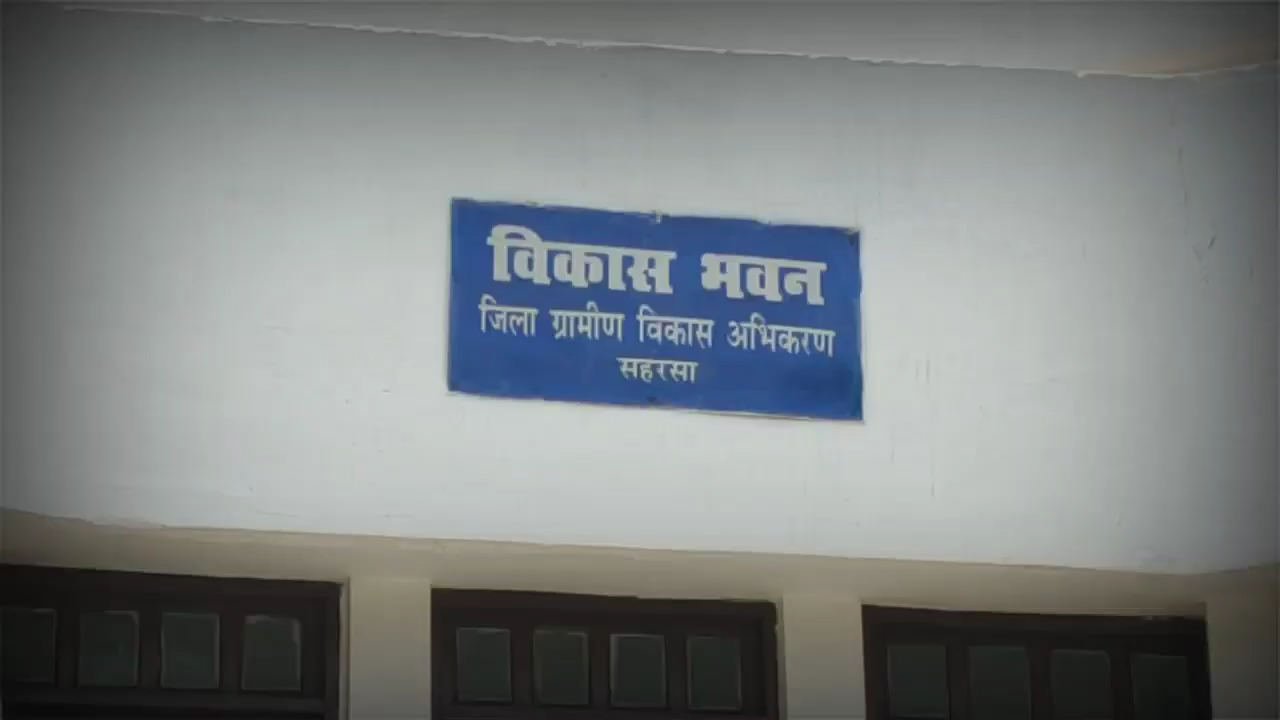 विकास भवन
जिला ग्रामीण विकास अभिकरण
सहरसा